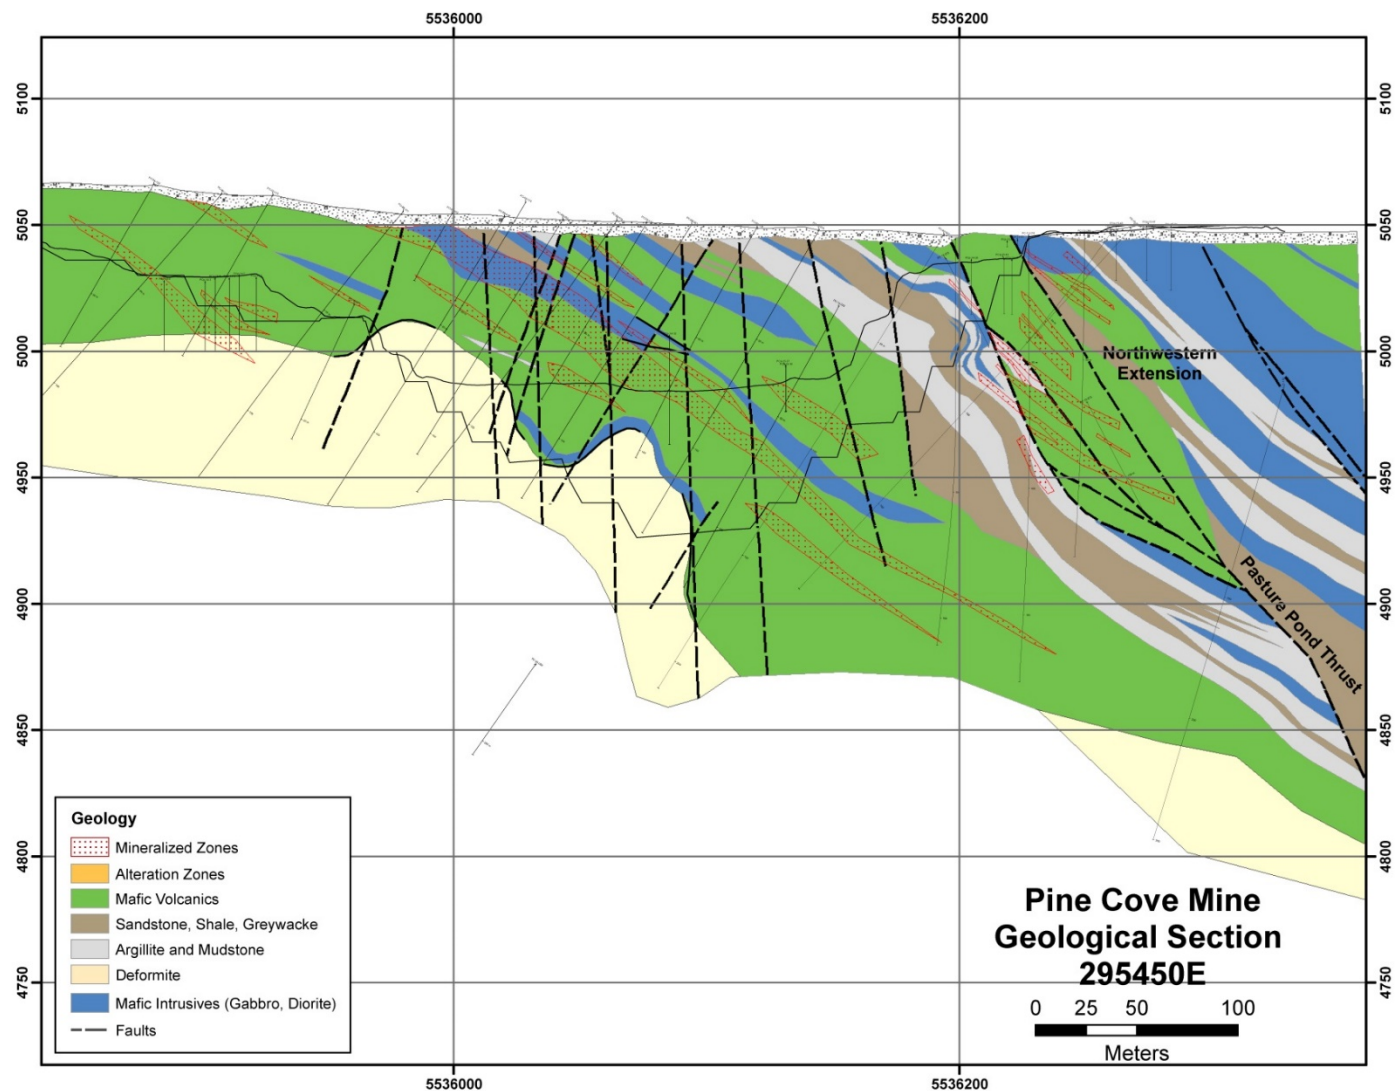 5536000
5536200
5100
5100
5050
5050
5000
5000
Northwestern
Extension
4950
4950
4900
4900
Pasture Pond Thrust
4850
4850
Geology
Mineralized Zones
Alteration Zones
Mafic Volcanics
Sandstone, Shale, Greywacke
Argillite and Mudstone
Deformite
Mafic Intrusives (Gabbro, Diorite)
Faults
4800
4800
Pine Cove Mine
Geological Section
295450E
4750
4750
0 25 50 100
Meters
5536000
5536200